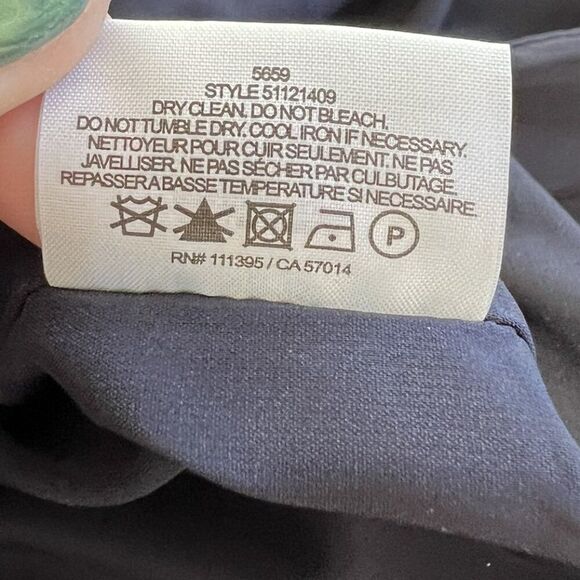 5659
STYLE 51121409
DRY CLEAN. DO NOT BLEACH.
DO NOT TUMBLE DRY. COOL IRON IF NECESSARY.
NETTOYEUR POUR CUIR SEULEMENT. NE PAS
JAVELLISER. NE PAS SÉCHER PAR CULBUTAGE.
REPASSER A BASSE TEMPERATURE SI NECESSAIRE.
P
RN# 111395 / CA 57014